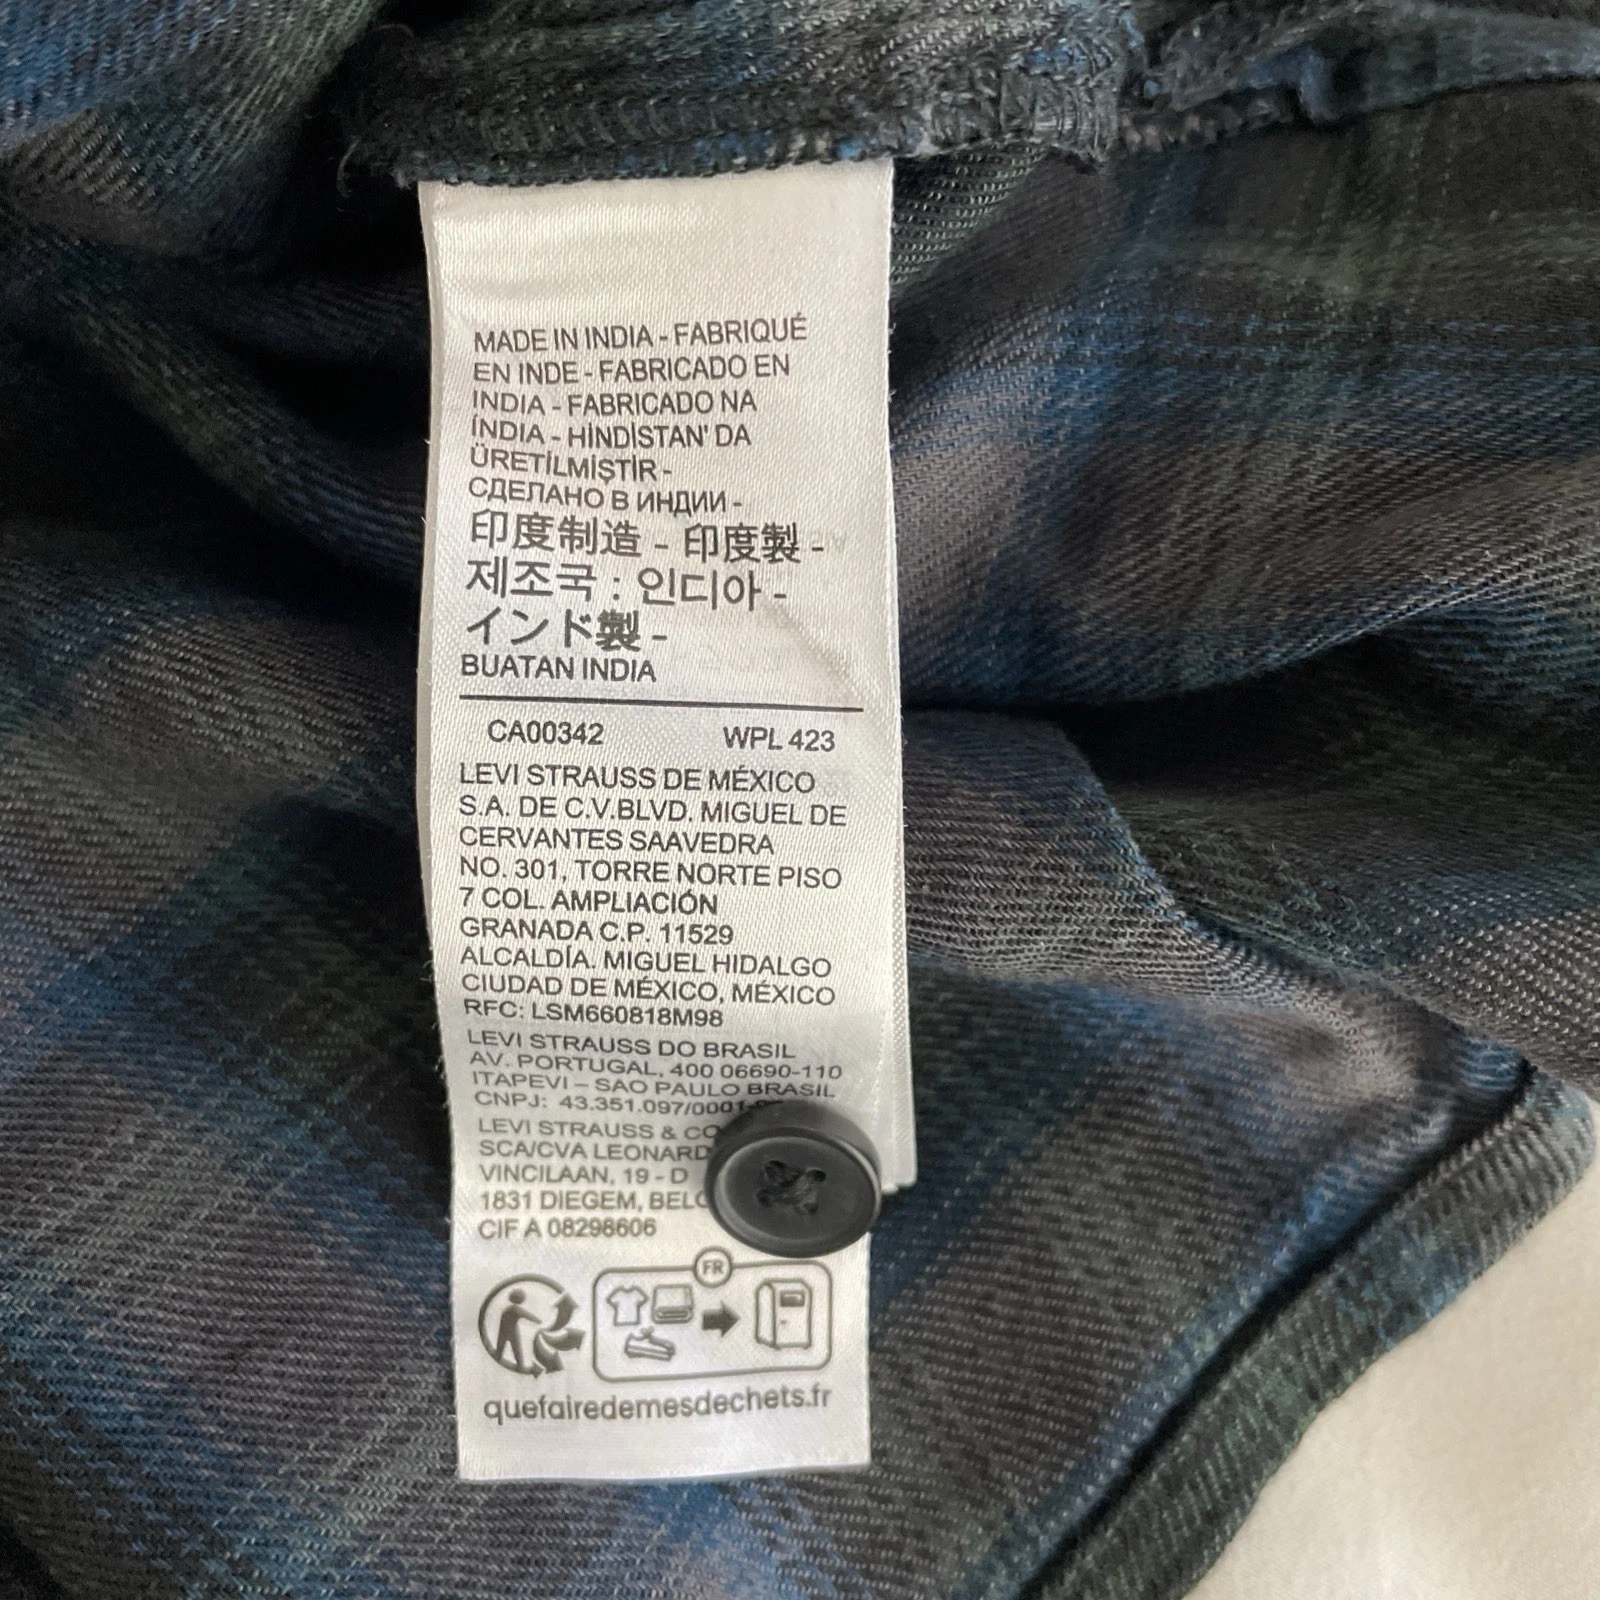 MADE IN INDIA - FABRIQUÉ
EN INDE - FABRICADO EN
INDIA - FABRICADO NA
ÍNDIA - HİNDİSTAN' DA
ÜRETİLMİŞTİR -
СДЕЛАНО В ИНДИИ -
印度制造 - 印度製 -
제조국 : 인디아 -
インド製 -
BUATAN INDIA
CA00342 WPL 423
LEVI STRAUSS DE MÉXICO
S.A. DE C.V.BLVD. MIGUEL DE
CERVANTES SAAVEDRA
NO. 301, TORRE NORTE PISO
7 COL. AMPLIACIÓN
GRANADA C.P. 11529
ALCALDÍA. MIGUEL HIDALGO
CIUDAD DE MÉXICO, MÉXICO
RFC: LSM660818M98
LEVI STRAUSS DO BRASIL
AV. PORTUGAL, 400 06690-110
ITAPEVI – SAO PAULO BRASIL
CNPJ: 43.351.097/0001-
LEVI STRAUSS & CO
SCA/CVA LEONARD
VINCILAAN, 19 - D
1831 DIEGEM,
CIF A 08298606
FR
quefairedemesdechets.fr